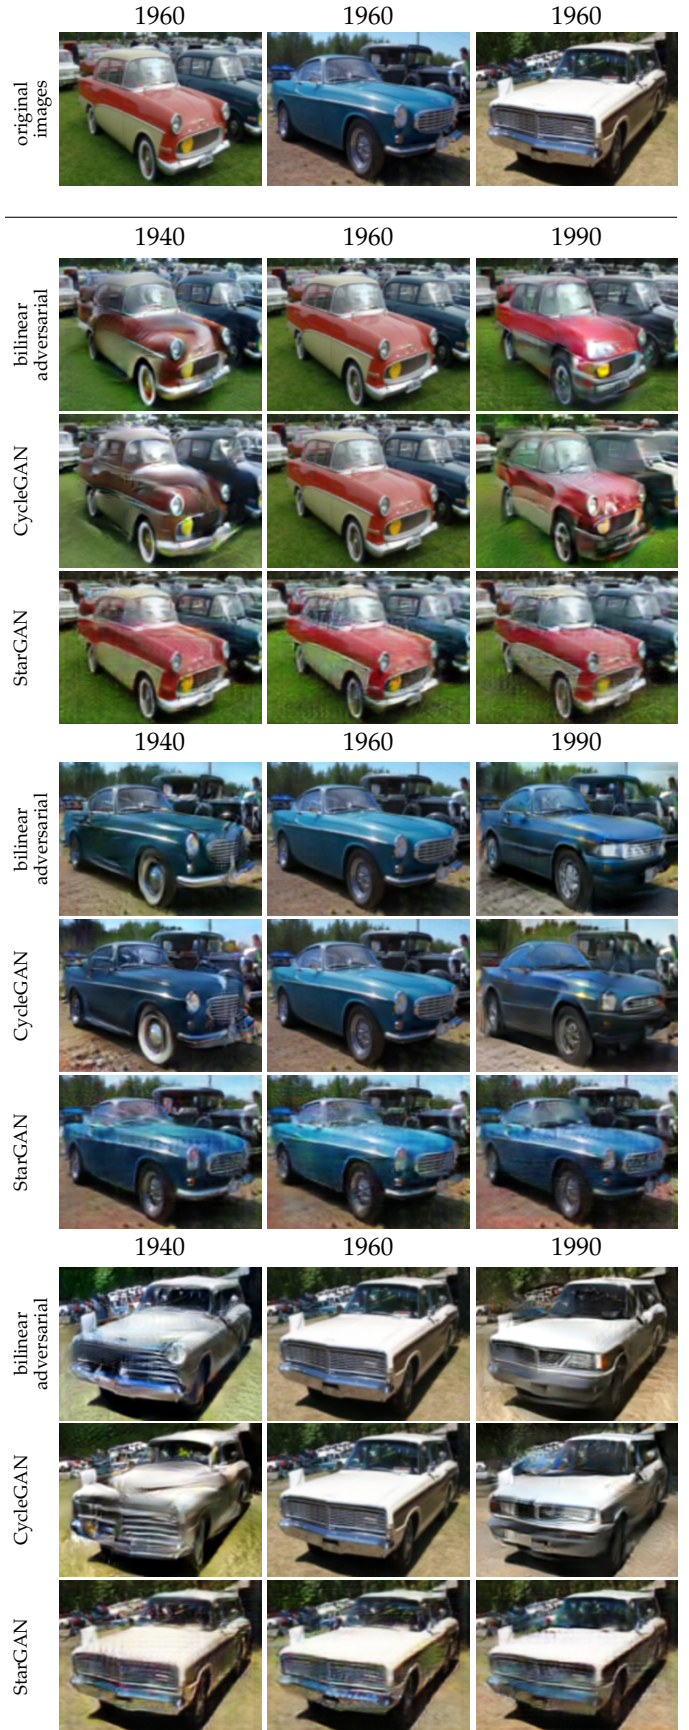 1960 1960 1960
original
images
1940 1960 1990
bilinear
adversarial
CycleGAN
StarGAN
1940 1960 1990
bilinear
adversarial
CycleGAN
StarGAN
1940 1960 1990
bilinear
adversarial
CycleGAN
StarGAN